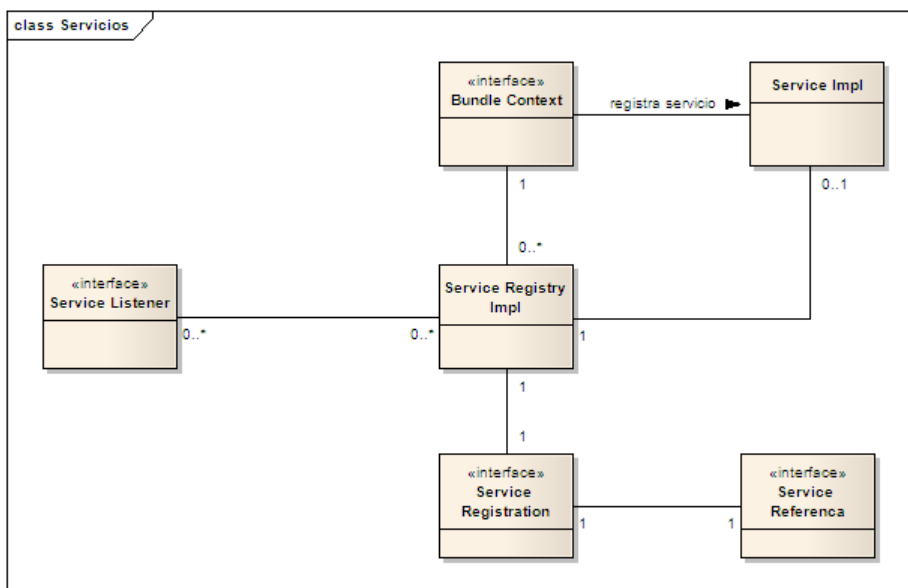 class Servicios
«interface»
Bundle Context
registra servicio
Service Impl
1
0..1
0..*
«interface»
Service Listener
Service Registry
Impl
0..*
0..*
1
1
1
«interface»
Service
Registration
«interface»
Service
Referenca
1
1